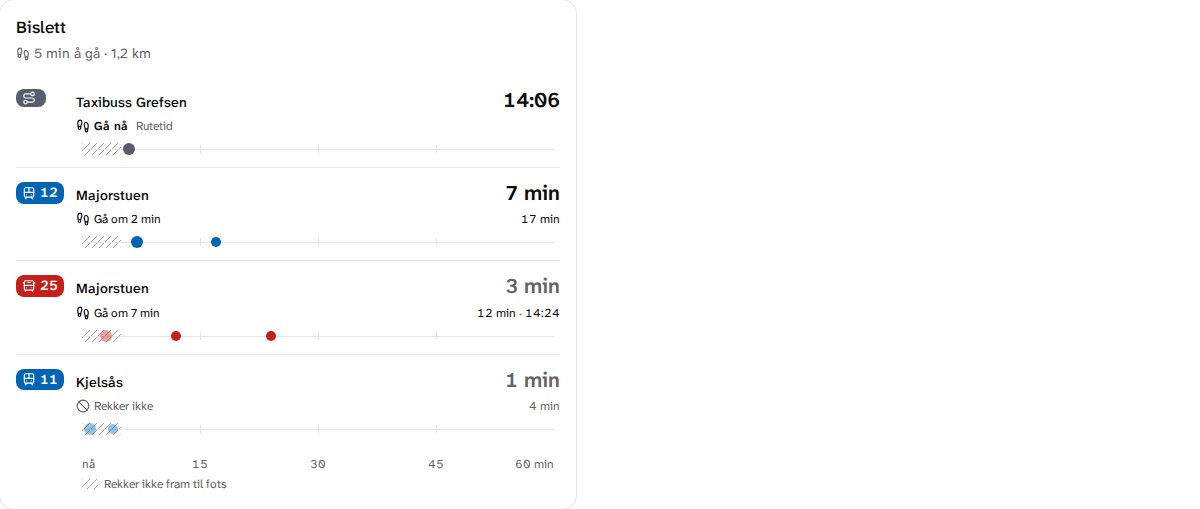 Bislett
5 min å gå · 1,2 km
Taxibuss Grefsen 14:06
Gå nå Rutetid
12 Majorstuen 7 min
Gå om 2 min 17 min
25 Majorstuen 3 min
Gå om 7 min 12 min · 14:24
11 Kjelsås 1 min
Rekker ikke 4 min
nå 15 30 45 60 min
Rekker ikke fram til fots